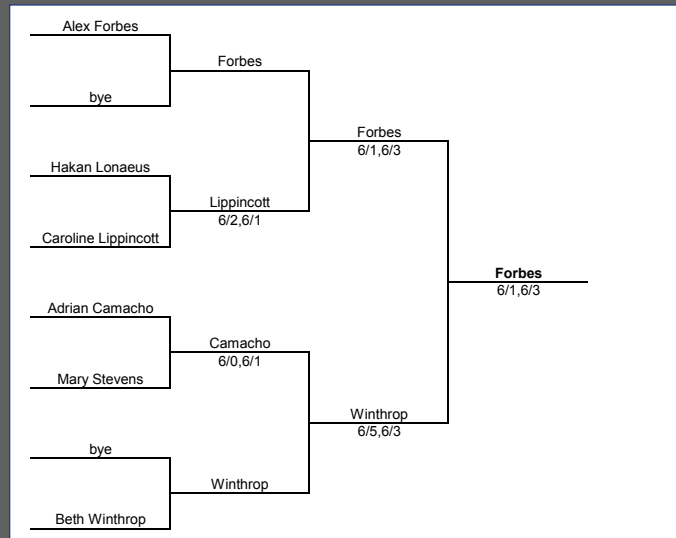 Alex Forbes
Forbes
bye
Forbes
6/1,6/3
Hakan Lonaeus
Lippincott
6/2,6/1
Caroline Lippincott
Forbes
6/1,6/3
Adrian Camacho
Camacho
6/0,6/1
Mary Stevens
Winthrop
6/5,6/3
bye
Winthrop
Beth Winthrop